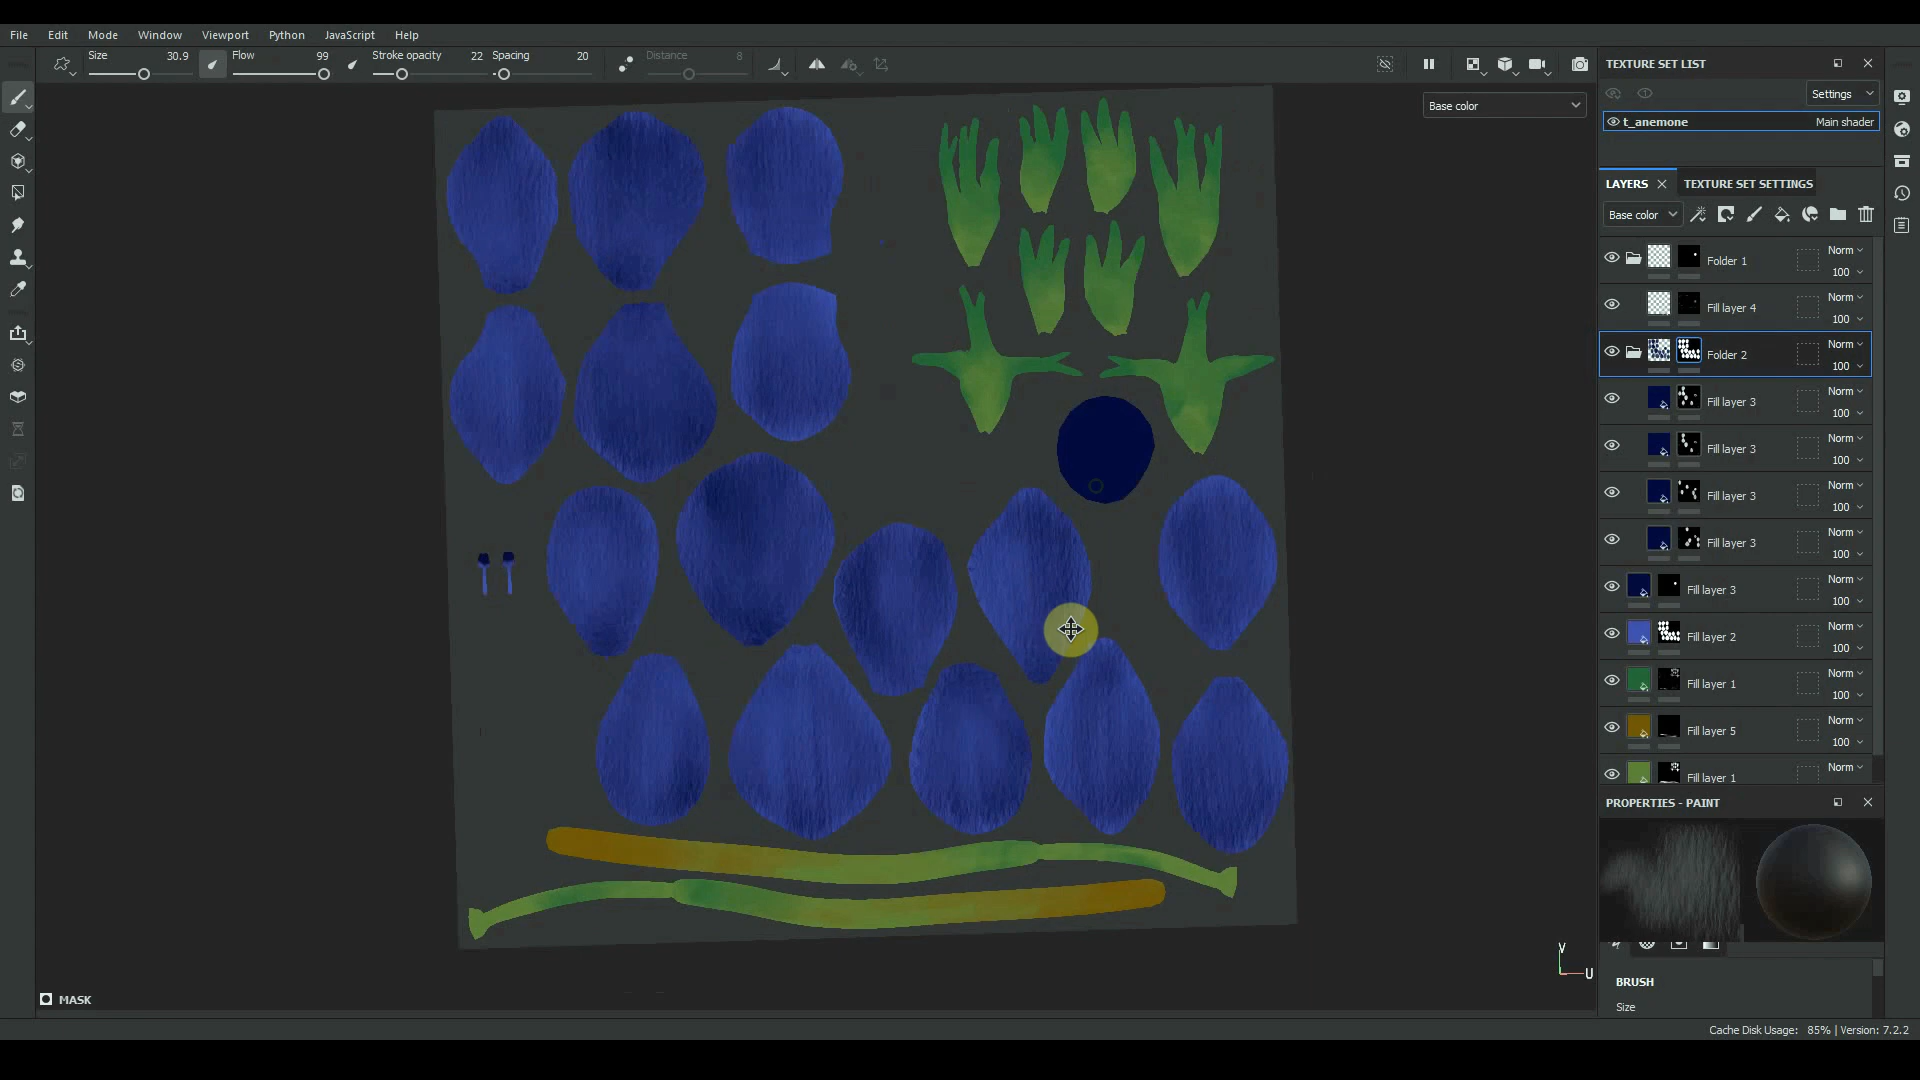 File Edit Mode Window Viewport Python JavaScript Help
Size 30.9 Flow 99 Stroke opacity 22 Spacing 20 Distance 8
TEXTURE SET LIST
Settings
Base color
t_anemone Main shader
LAYERS TEXTURE SET SETTINGS
Base color
Folder 1 Norm 100
Fill layer 4 Norm 100
Folder 2 Norm 100
Fill layer 3 Norm 100
Fill layer 3 Norm 100
Fill layer 3 Norm 100
Fill layer 3 Norm 100
Fill layer 3 Norm 100
Fill layer 2 Norm 100
Fill layer 1 Norm 100
Fill layer 5 Norm 100
Fill layer 1 Norm
PROPERTIES - PAINT
V
U
BRUSH
MASK
Size
Cache Disk Usage: 85% | Version: 7.2.2